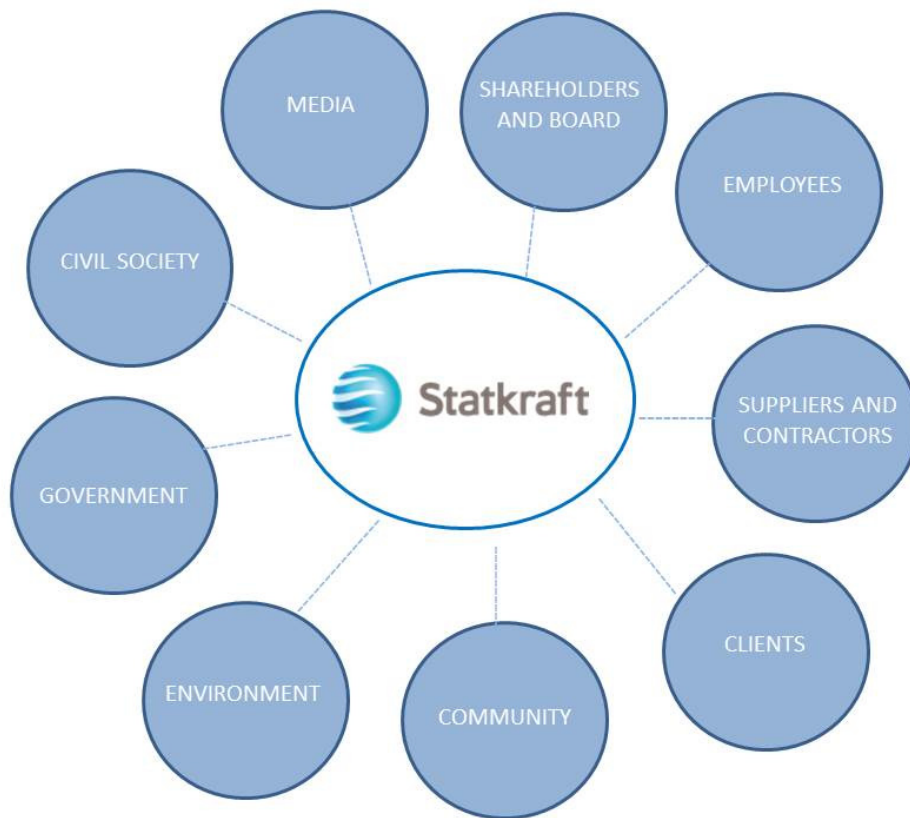 MEDIA
SHAREHOLDERS
AND BOARD
EMPLOYEES
CIVIL SOCIETY
Statkraft
SUPPLIERS AND
CONTRACTORS
GOVERNMENT
CLIENTS
ENVIRONMENT
COMMUNITY